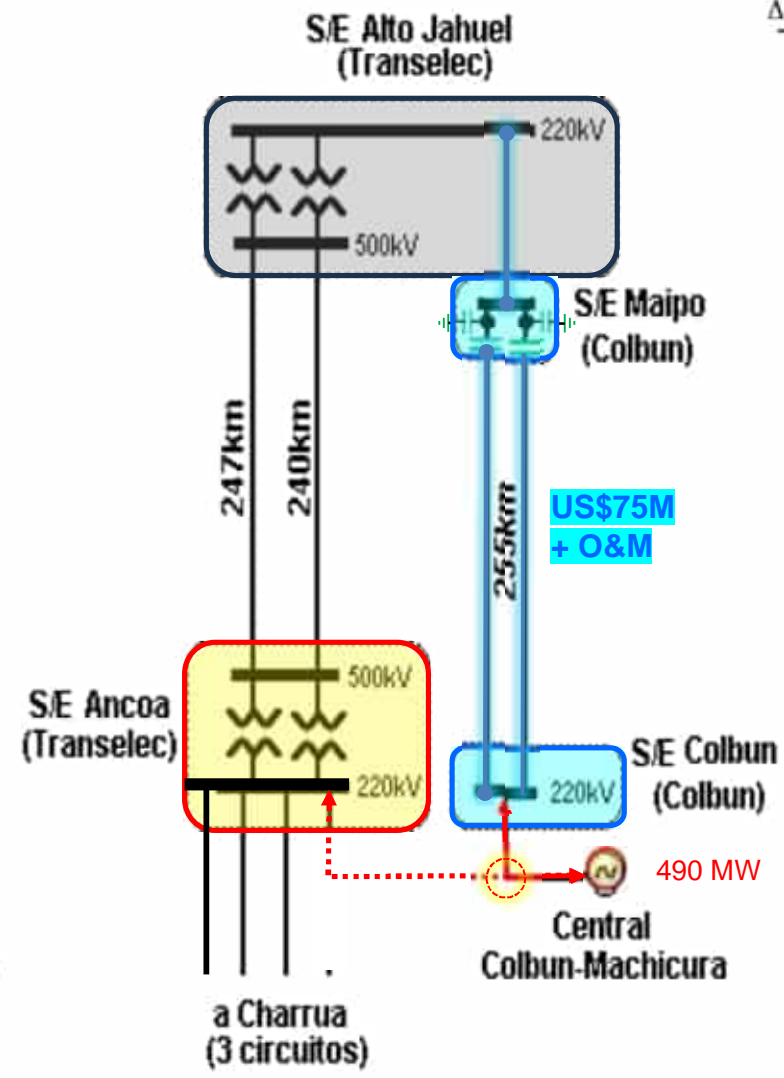 Δ
S/E Alto Jahuel
(Transelec)
220kV
500kV
S/E Maipo
(Colbun)
247km
240km
255km
US$75M
+ O&M
500kV
S/E Ancoa
(Transelec)
220kV
S/E Colbun
(Colbun)
220kV
490 MW
Central
Colbun-Machicura
a Charrua
(3 circuitos)